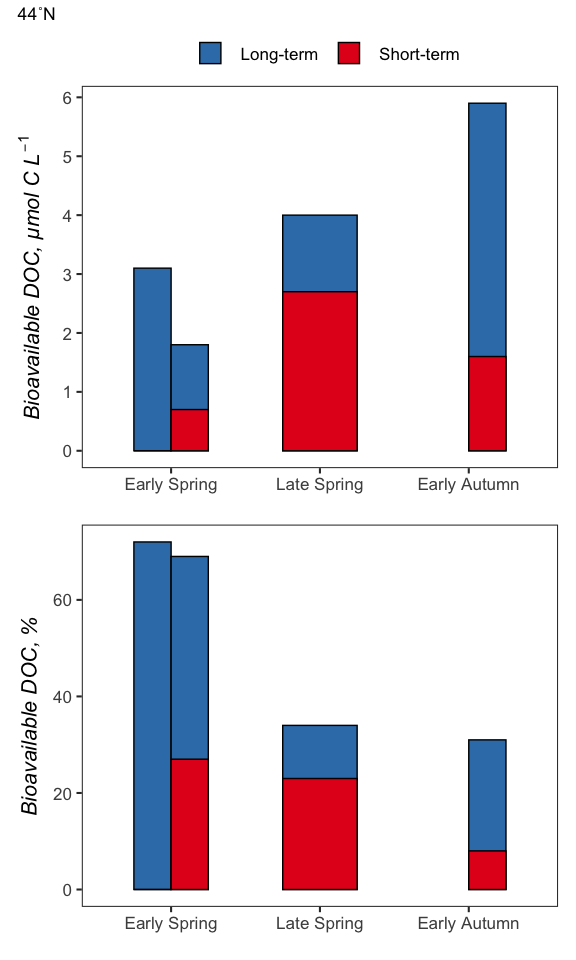 44°N
Long-term Short-term
Bioavailable DOC, µmol C L⁻¹
6
5
4
3
2
1
0
Early Spring Late Spring Early Autumn
Bioavailable DOC, %
60
40
20
0
Early Spring Late Spring Early Autumn